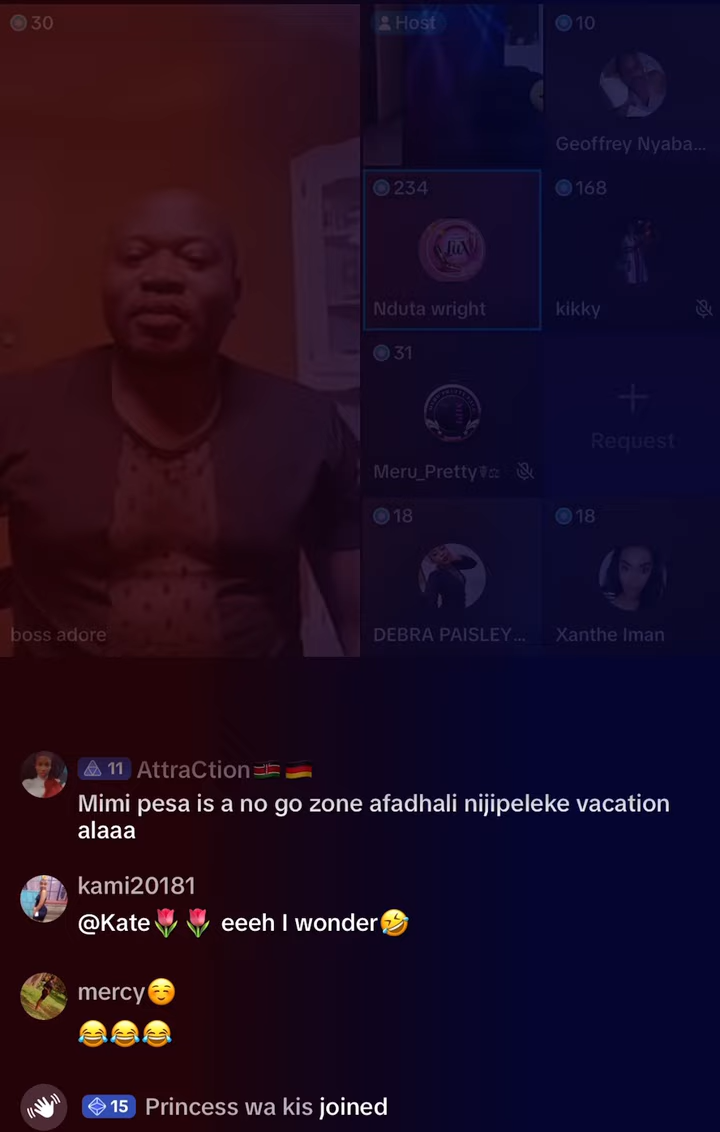 30
Host
10
Geoffrey Nyaba...
234
Nduta wright
168
kikky
31
Meru_Pretty
Request
18
DEBRA PAISLEY...
18
Xanthe Iman
boss adore
11 AttraCtion🇰🇪🇩🇪
Mimi pesa is a no go zone afadhali nijipeleke vacation
alaaa
kami20181
@Kate🌷🌷 eeeh I wonder🤣
mercy☺️
😂😂😂
15 Princess wa kis joined